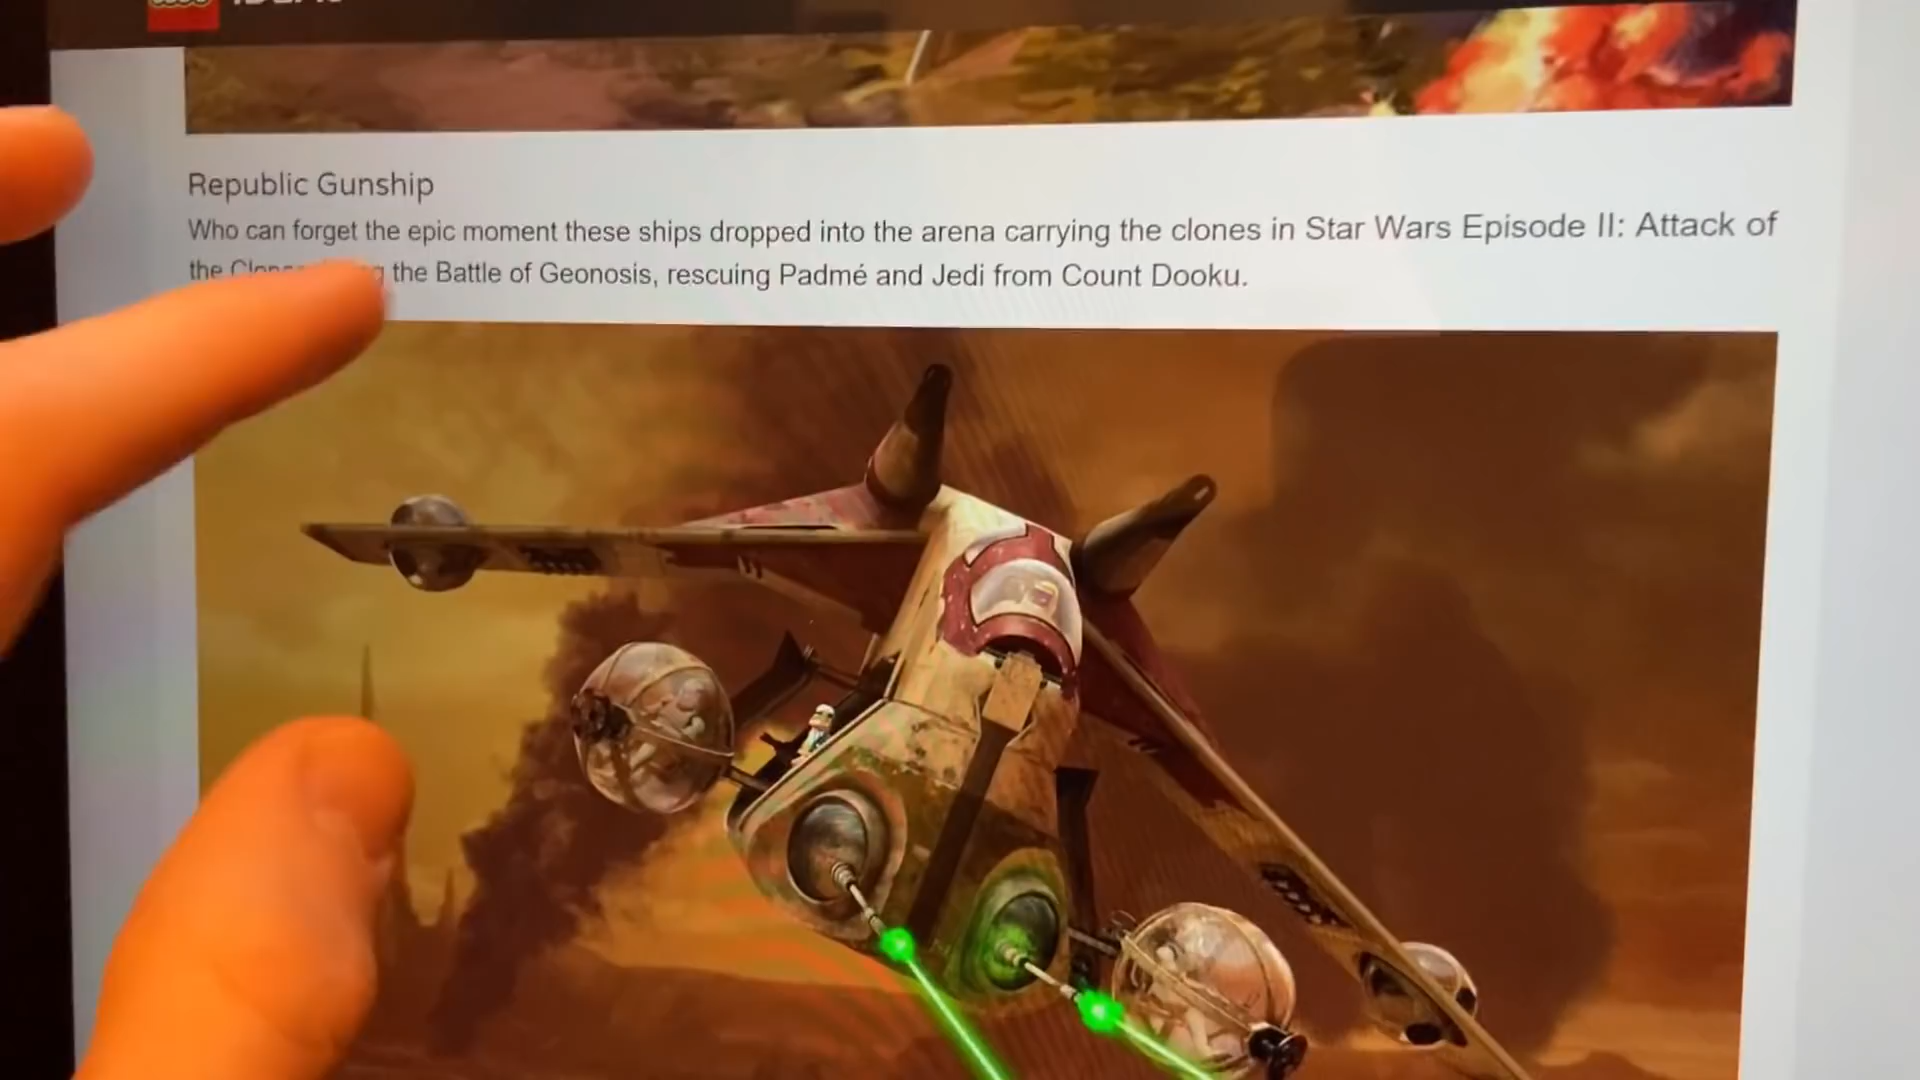 Republic Gunship
Who can forget the epic moment these ships dropped into the arena carrying the clones in Star Wars Episode II: Attack of
the the Battle of Geonosis, rescuing Padmé and Jedi from Count Dooku.